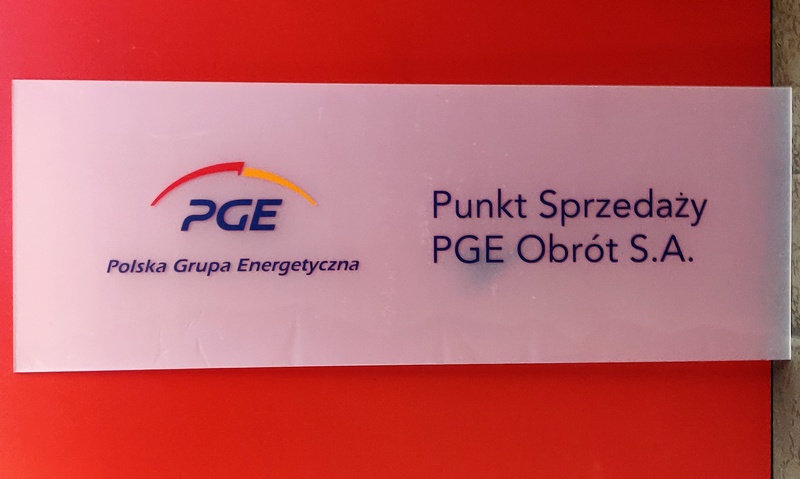 PGE
Polska Grupa Energetyczna
Punkt Sprzedaży
PGE Obrót S.A.